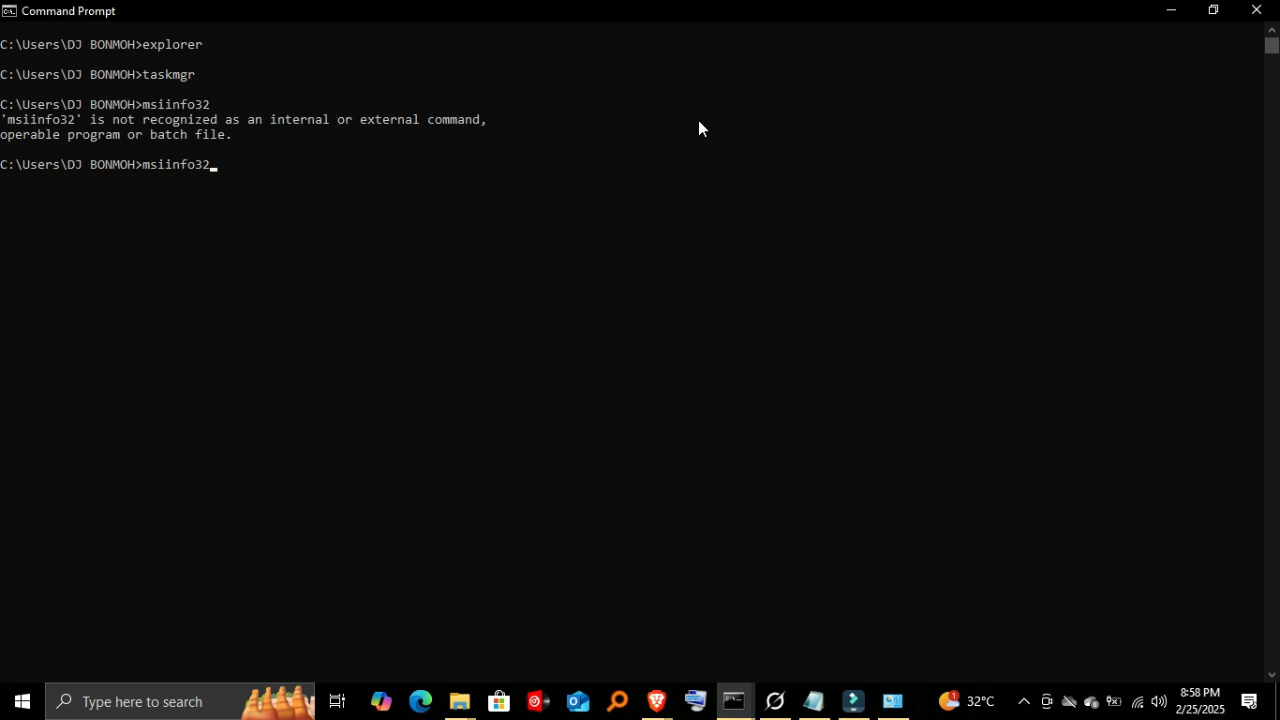 Command Prompt
C:\Users\DJ BONMOH>explorer
C:\Users\DJ BONMOH>taskmgr
C:\Users\DJ BONMOH>msiinfo32
'msiinfo32' is not recognized as an internal or external command,
operable program or batch file.
C:\Users\DJ BONMOH>msiinfo32
Type here to search
1
32°C
8:58 PM
2/25/2025